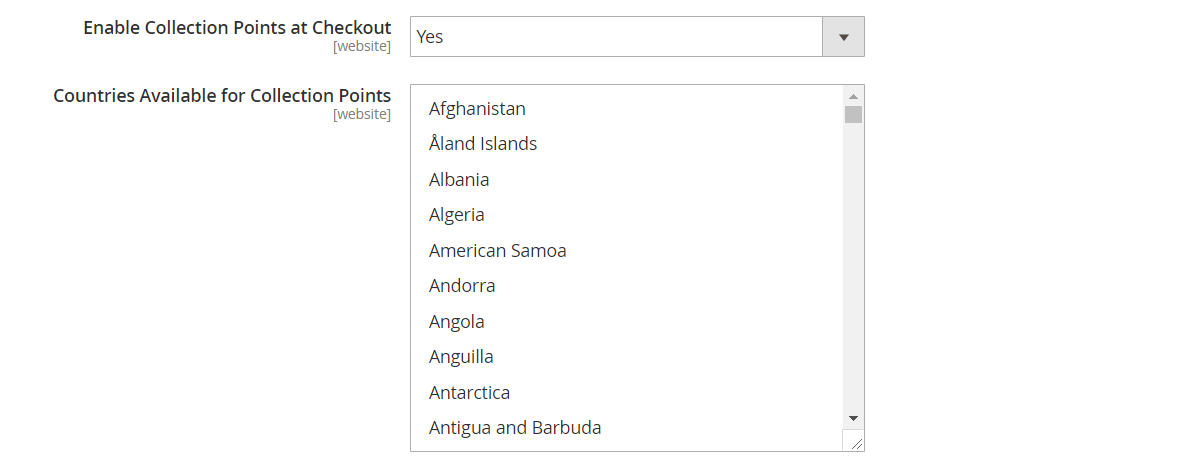 Enable Collection Points at Checkout
[website]
Yes
Countries Available for Collection Points
[website]
Afghanistan
Åland Islands
Albania
Algeria
American Samoa
Andorra
Angola
Anguilla
Antarctica
Antigua and Barbuda